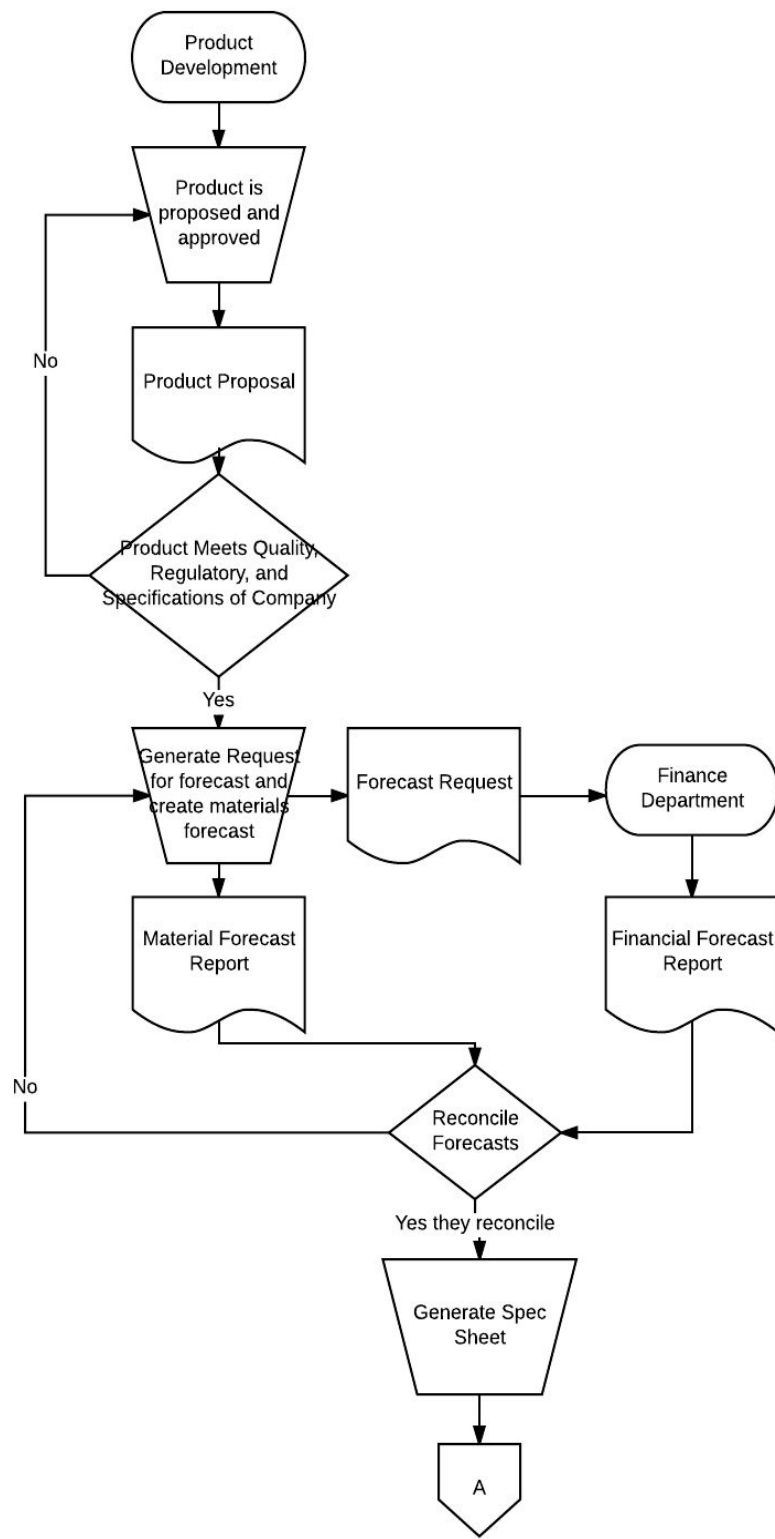 Product
Development
Product is
proposed and
approved
No
Product Proposal
Product Meets Quality,
Regulatory, and
Specifications of Company
Yes
Generate Request
for forecast and
create materials
forecast
Forecast Request
Finance
Department
Material Forecast
Report
Financial Forecast
Report
No
Reconcile
Forecasts
Yes they reconcile
Generate Spec
Sheet
A